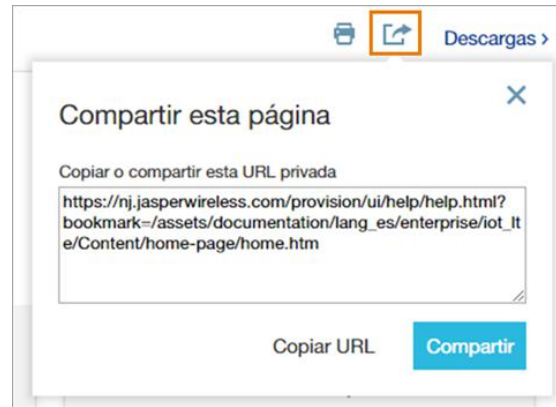 Descargas >
Compartir esta página
Copiar o compartir esta URL privada
https://nj.jasperwireless.com/provision/ui/help/help.html?
bookmark=/assets/documentation/lang_es/enterprise/iot_lt
e/Content/home-page/home.htm
Copiar URL
Compartir